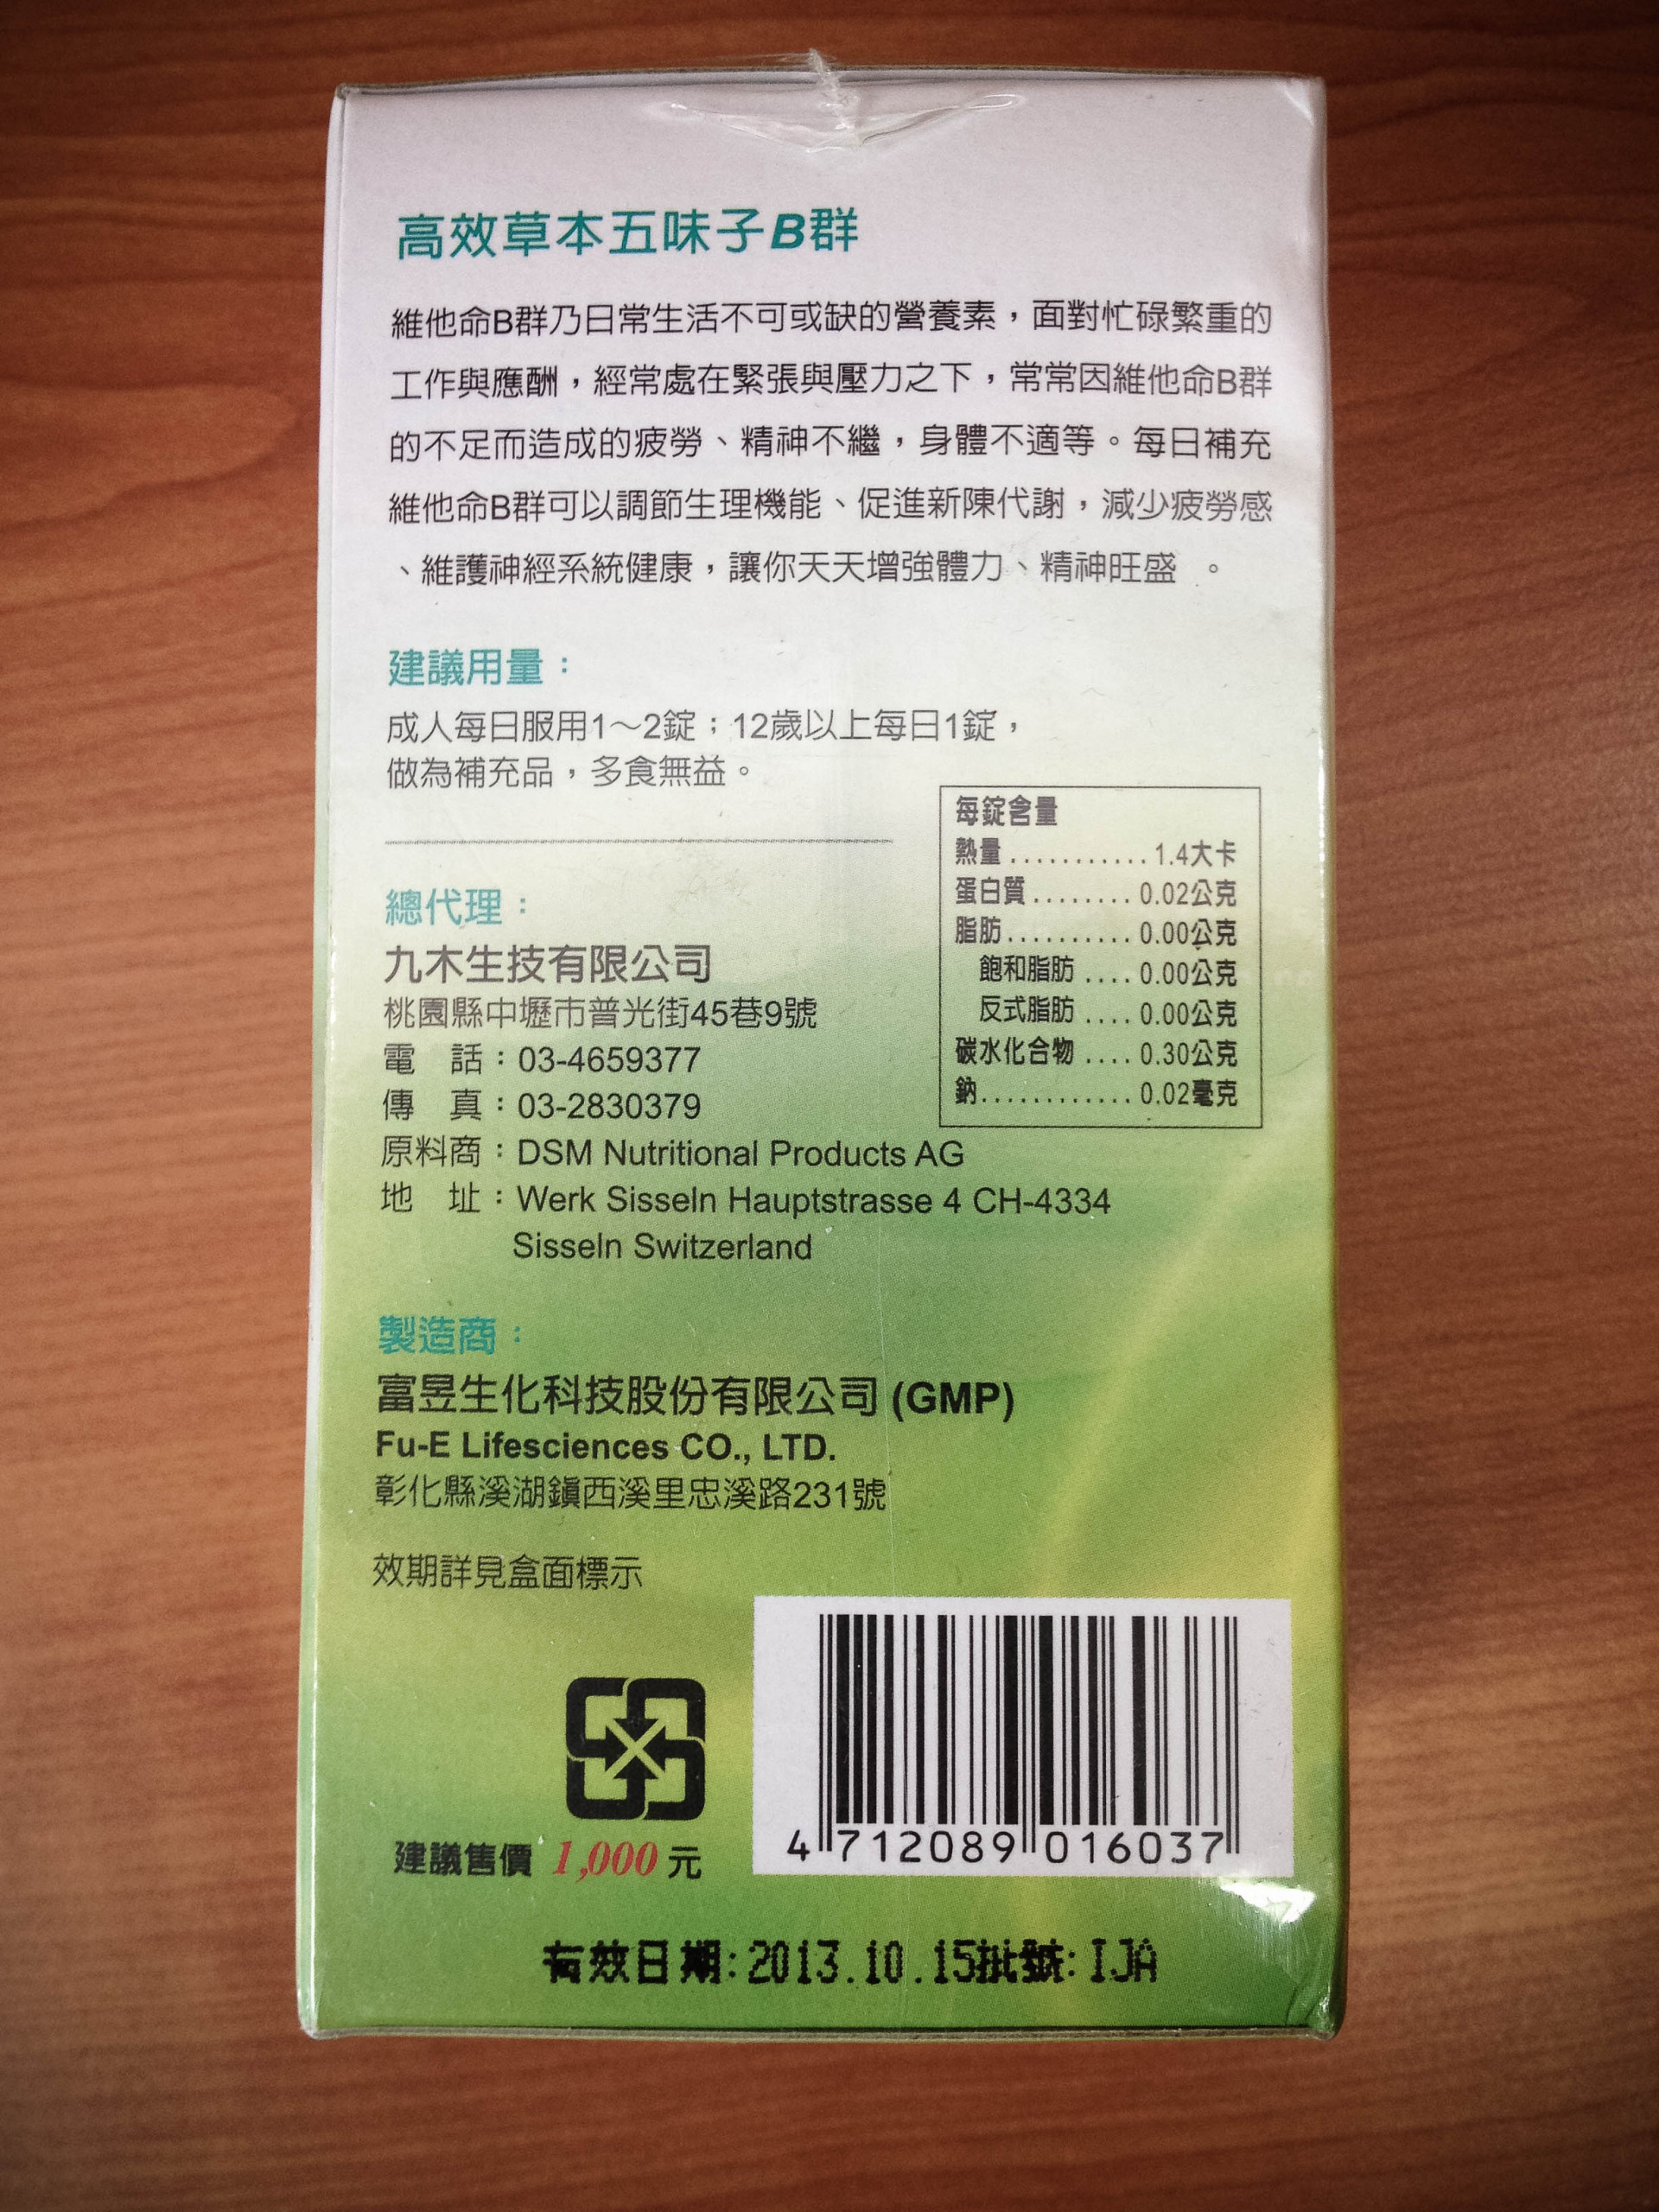 高效草本五味子B群
維他命B群乃日常生活不可或缺的營養素，面對忙碌繁重的
工作與應酬，經常處在緊張與壓力之下，常常因維他命B群
的不足而造成的疲勞、精神不繼，身體不適等。每日補充
維他命B群可以調節生理機能、促進新陳代謝，減少疲勞感
、維護神經系統健康，讓你天天增強體力、精神旺盛 。
建議用量：
成人每日服用1～2錠；12歲以上每日1錠，
做為補充品，多食無益。
每錠含量
熱量 ............ 1.4大卡
蛋白質 ........ 0.02公克
脂肪........... 0.00公克
飽和脂肪 .... 0.00公克
反式脂肪 .... 0.00公克
碳水化合物 .... 0.30公克
鈉............. 0.02毫克
總代理：
九木生技有限公司
桃園縣中壢市普光街45巷9號
電　話：03-4659377
傳　真：03-2830379
原料商：DSM Nutritional Products AG
地　址：Werk Sisseln Hauptstrasse 4 CH-4334
Sisseln Switzerland
製造商：
富昱生化科技股份有限公司 (GMP)
Fu-E Lifesciences CO., LTD.
彰化縣溪湖鎮西溪里忠溪路231號
效期詳見盒面標示
4 712089 016037
建議售價 1,000 元
有效日期:2013.10.15批號: IJA